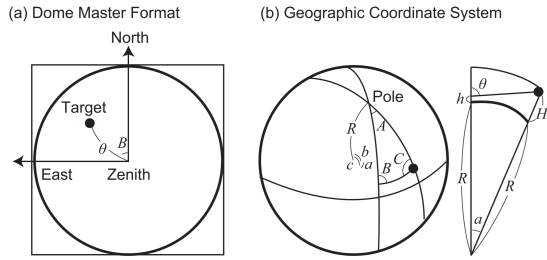 (a) Dome Master Format
North
Target
θ
B
East
Zenith
(b) Geographic Coordinate System
Pole
A
R
b
c
a
B
C
θ
h
H
R
R
a